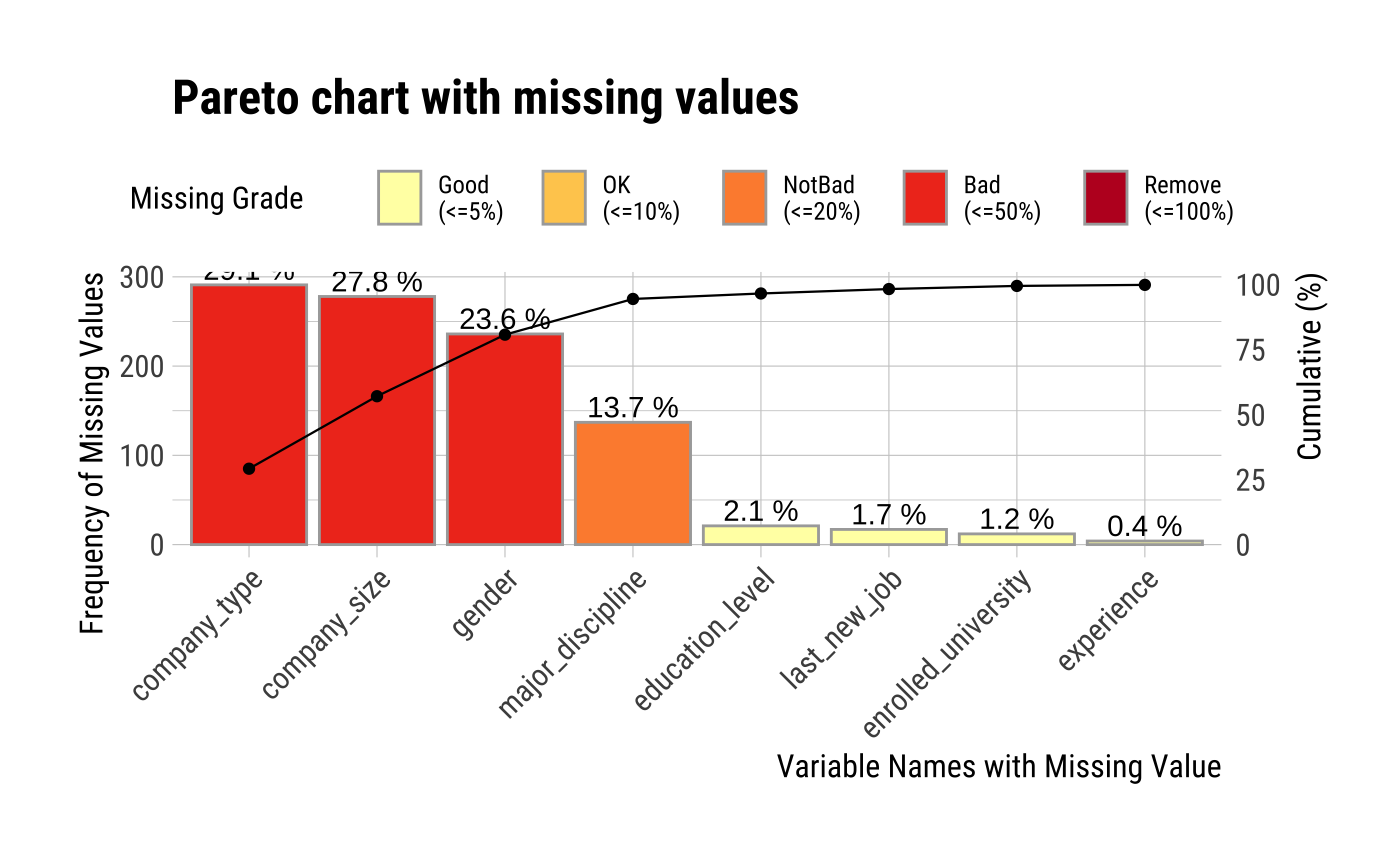 Pareto chart with missing values
Missing Grade
Good
(<=5%)
OK
(<=10%)
NotBad
(<=20%)
Bad
(<=50%)
Remove
(<=100%)
Frequency of Missing Values
300
200
100
0
29.1 %
27.8 %
23.6 %
13.7 %
2.1 %
1.7 %
1.2 %
0.4 %
100
75
50
25
0
Cumulative (%)
company_type
company_size
gender
major_discipline
education_level
last_new_job
enrolled_university
experience
Variable Names with Missing Value